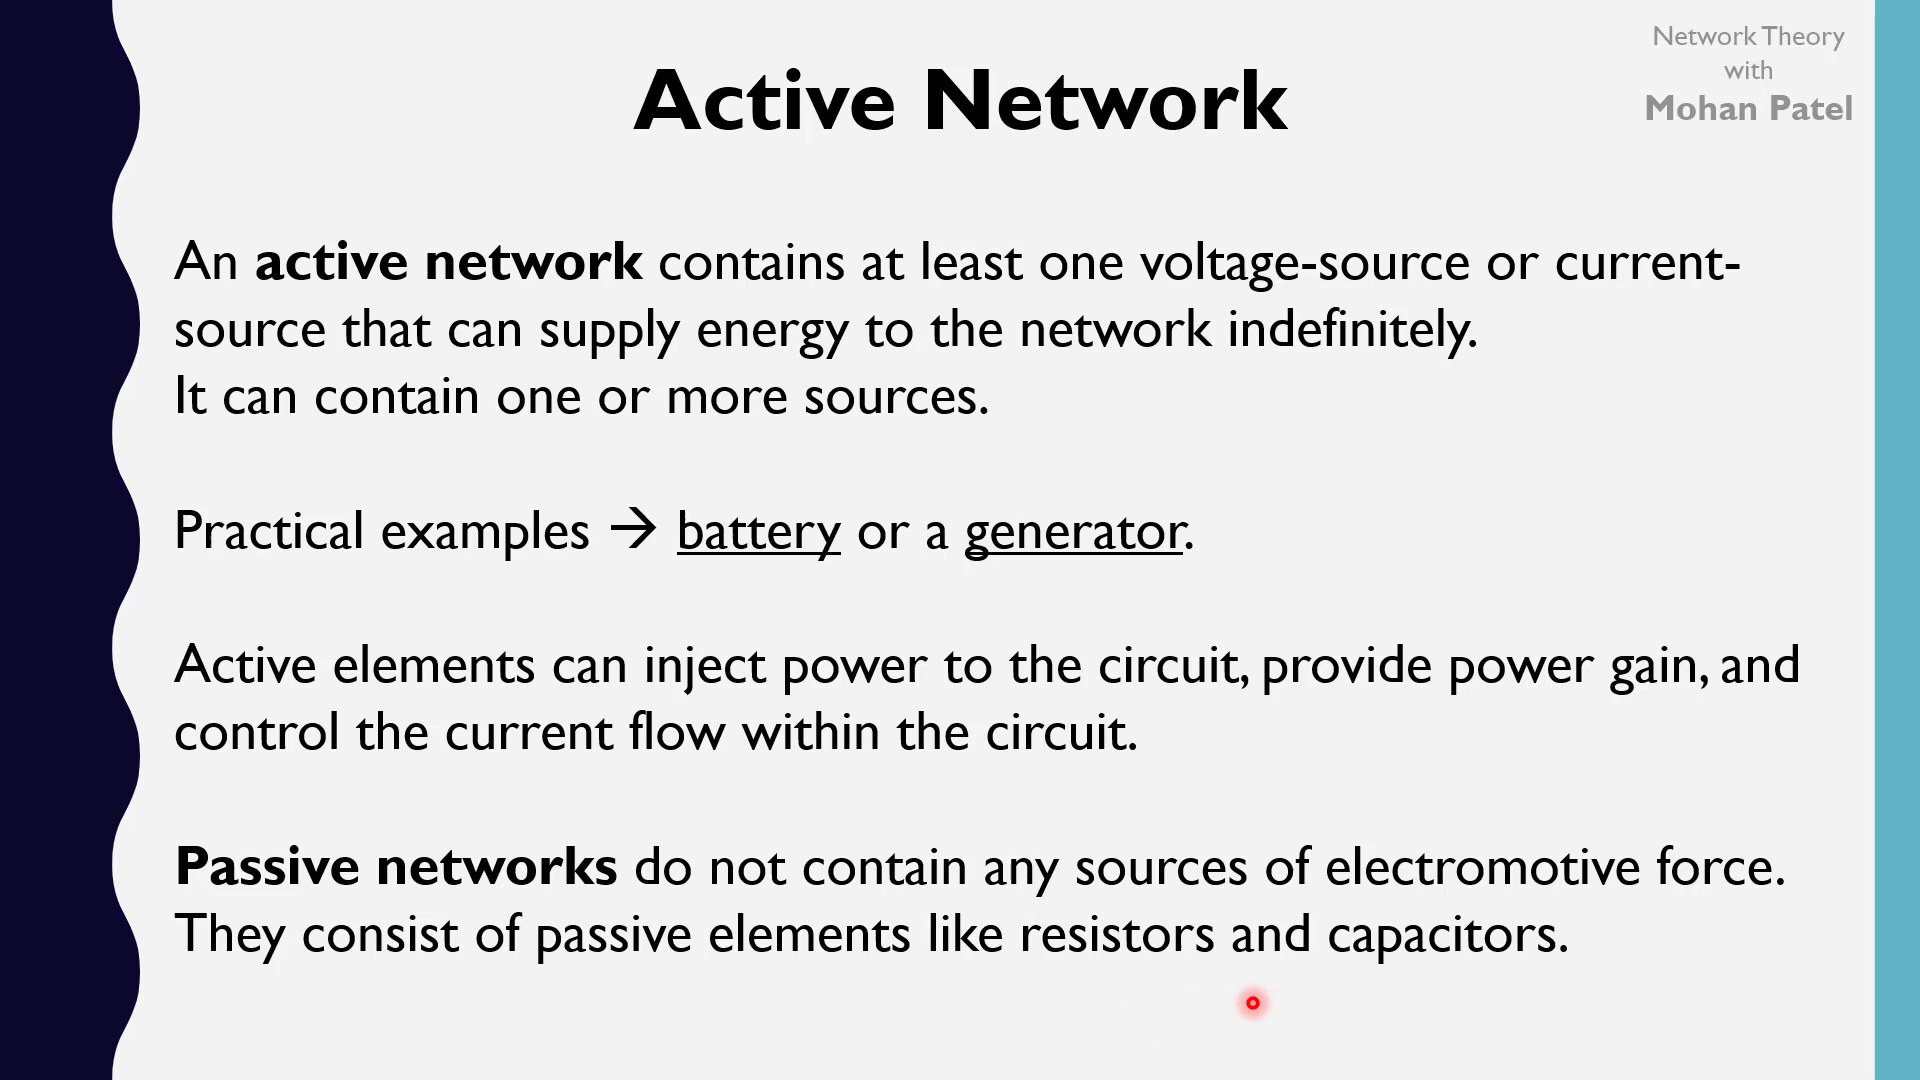 Network Theory
with
Mohan Patel
Active Network
An active network contains at least one voltage-source or current-
source that can supply energy to the network indefinitely.
It can contain one or more sources.
Practical examples → battery or a generator.
Active elements can inject power to the circuit, provide power gain, and
control the current flow within the circuit.
Passive networks do not contain any sources of electromotive force.
They consist of passive elements like resistors and capacitors.